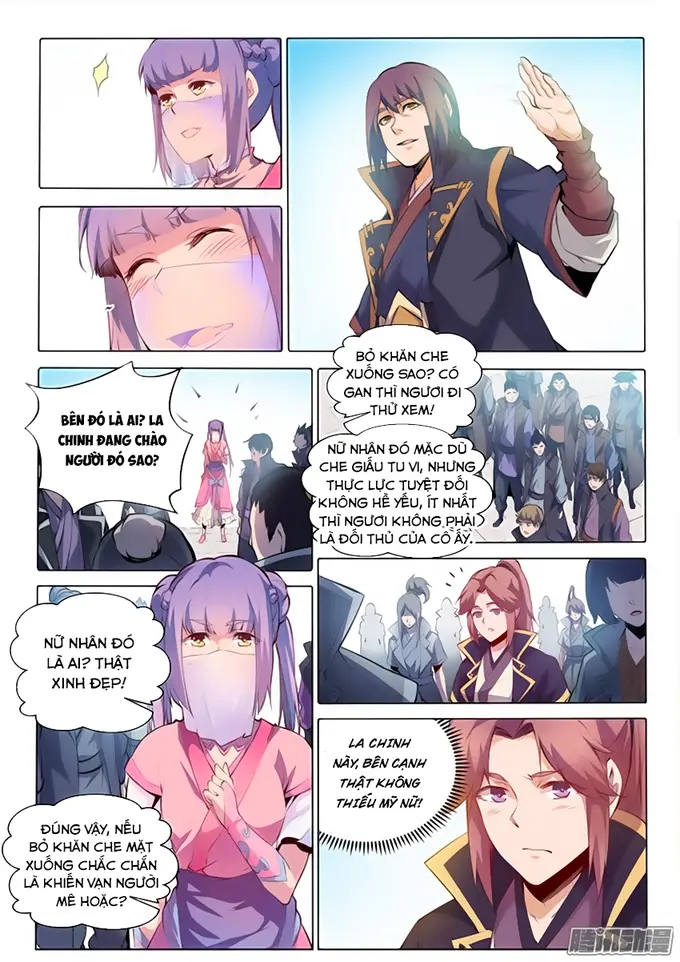 BÊN ĐÓ LÀ AI? LA
CHINH ĐANG CHÀO
NGƯỜI ĐÓ SAO?
BỎ KHĂN CHE
XUỐNG SAO? CÓ
GAN THÌ NGƯƠI ĐI
THỬ XEM!
NỮ NHÂN ĐÓ MẶC DÙ
CHE GIẤU TU VI, NHƯNG
THỰC LỰC TUYỆT ĐỐI
KHÔNG HỀ YẾU, ÍT NHẤT
THÌ NGƯƠI KHÔNG PHẢI
LÀ ĐỐI THỦ CỦA CÔ ẤY.
NỮ NHÂN ĐÓ
LÀ AI? THẬT
XINH ĐẸP!
ĐÚNG VẬY, NẾU
BỎ KHĂN CHE MẶT
XUỐNG CHẮC CHẮN
LÀ KHIẾN VẠN NGƯỜI
MÊ HOẶC?
LA CHINH
NÀY, BÊN CẠNH
THẬT KHÔNG
THIẾU MỸ NỮ!
腾讯动漫